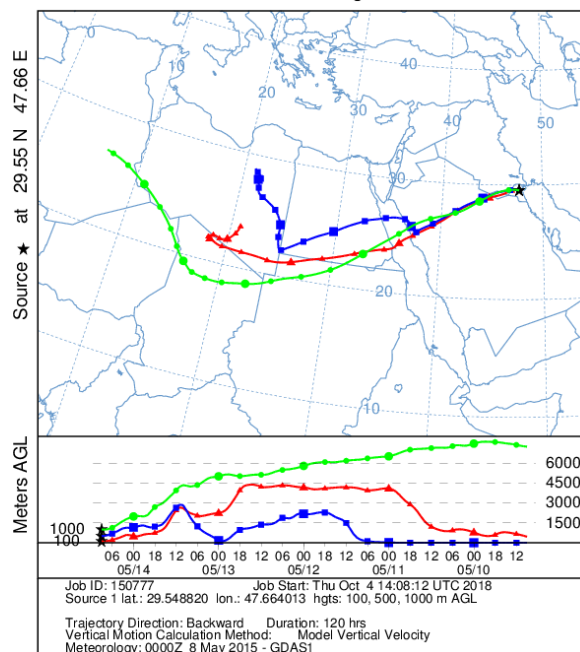 Source ★ at 29.55 N 47.66 E
0
10
20
30
40
50
40
40
30
20
10
Meters AGL
6000
4500
3000
1500
1000
100
06 00 18 12 06 00 18 12 06 00 18 12 06 00 18 12 06 00 18 12
05/14 05/13 05/12 05/11 05/10
Job ID: 150777 Job Start: Thu Oct 4 14:08:12 UTC 2018
Source 1 lat.: 29.548820 lon.: 47.664013 hgts: 100, 500, 1000 m AGL
Trajectory Direction: Backward Duration: 120 hrs
Vertical Motion Calculation Method: Model Vertical Velocity
Meteorology: 0000Z 8 May 2015 - GDAS1